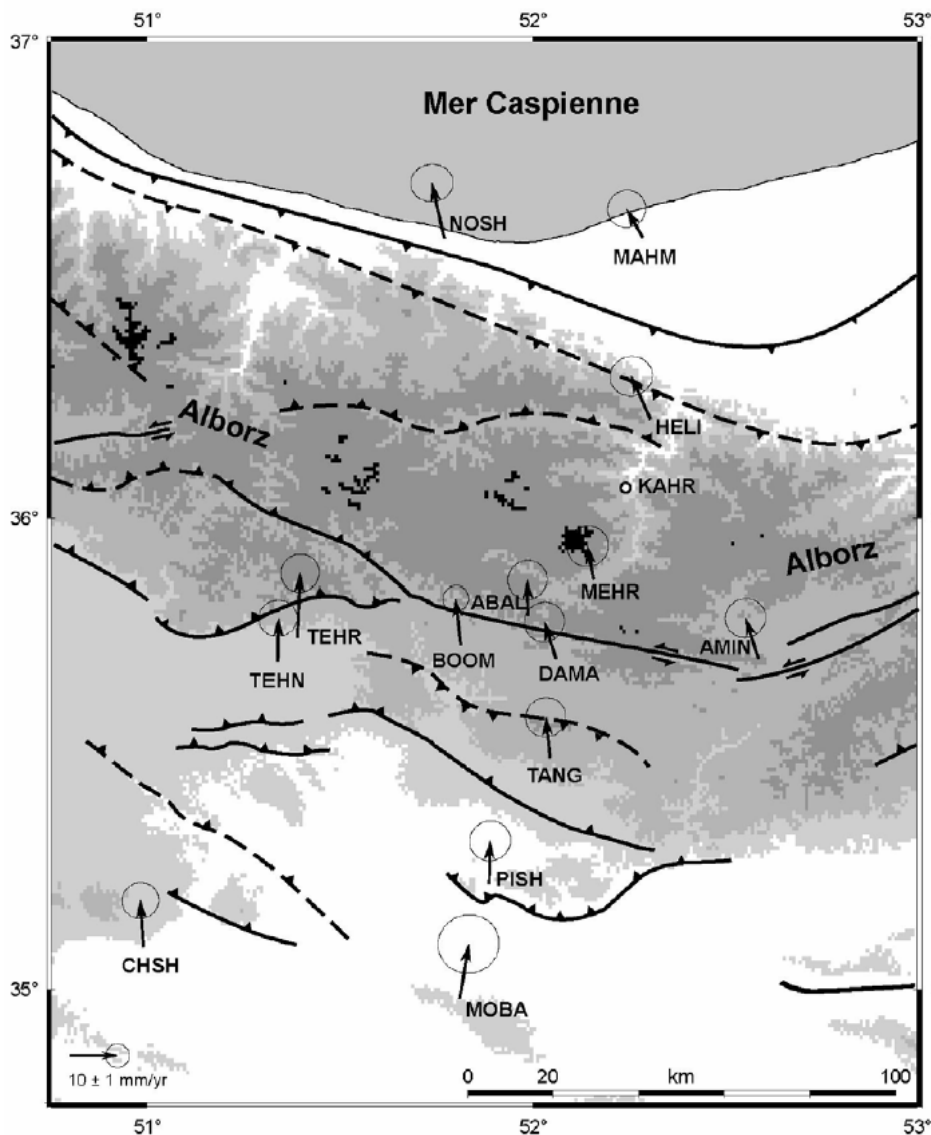 51°
52°
53°
37°
Mer Caspienne
NOSH
MAHM
Alborz
HELI
KAHR
36°
Alborz
ABAL
MEHR
TEHR
BOOM
DAMA
AMIN
TEHN
TANG
PISH
CHSH
MOBA
35°
10 ± 1 mm/yr
0 20 km 100
51°
52°
53°